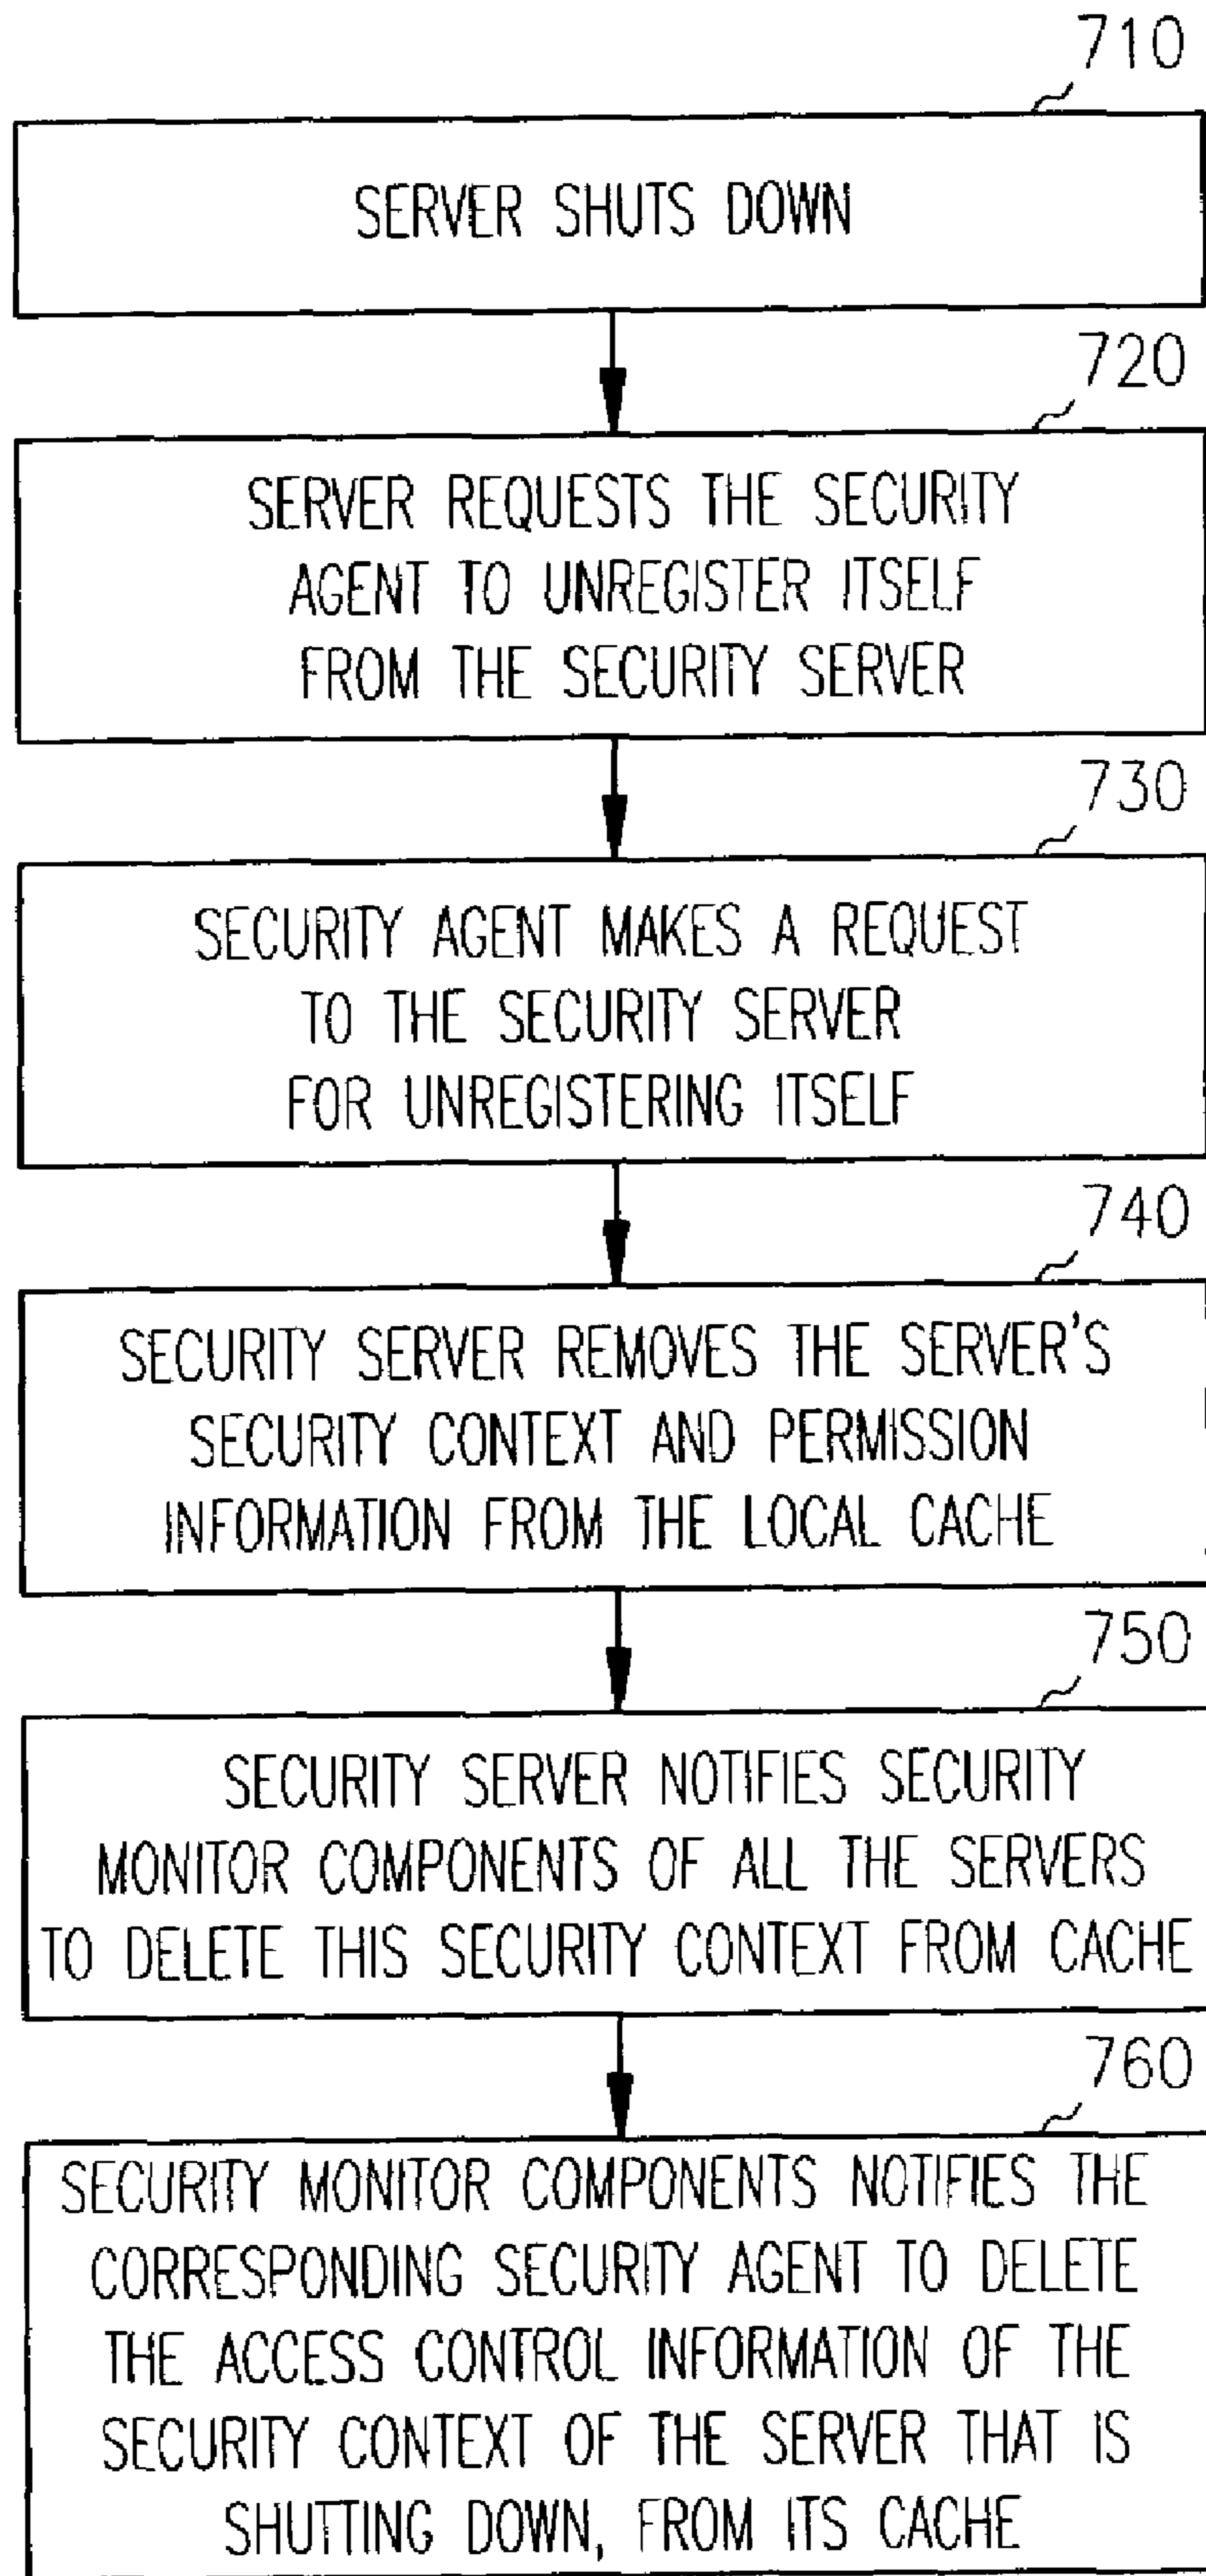 710
SERVER SHUTS DOWN
720
SERVER REQUESTS THE SECURITY
AGENT TO UNREGISTER ITSELF
FROM THE SECURITY SERVER
730
SECURITY AGENT MAKES A REQUEST
TO THE SECURITY SERVER
FOR UNREGISTERING ITSELF
740
SECURITY SERVER REMOVES THE SERVER'S
SECURITY CONTEXT AND PERMISSION
INFORMATION FROM THE LOCAL CACHE
750
SECURITY SERVER NOTIFIES SECURITY
MONITOR COMPONENTS OF ALL THE SERVERS
TO DELETE THIS SECURITY CONTEXT FROM CACHE
760
SECURITY MONITOR COMPONENTS NOTIFIES THE
CORRESPONDING SECURITY AGENT TO DELETE
THE ACCESS CONTROL INFORMATION OF THE
SECURITY CONTEXT OF THE SERVER THAT IS
SHUTTING DOWN, FROM ITS CACHE